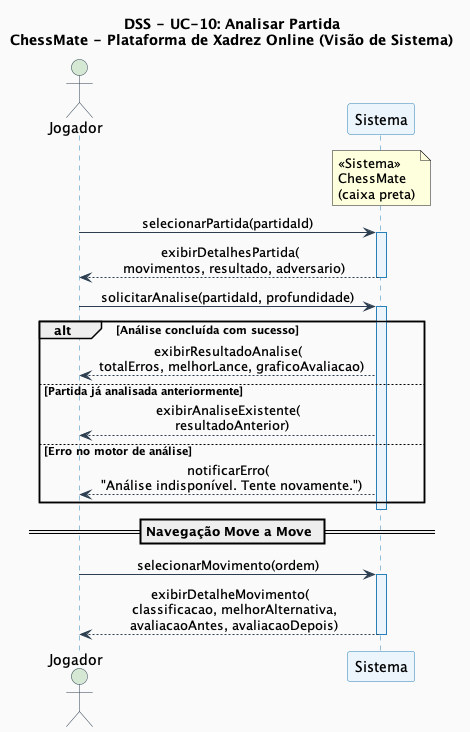 DSS - UC-10: Analisar Partida
ChessMate - Plataforma de Xadrez Online (Visão de Sistema)
Jogador
Sistema
«Sistema»
ChessMate
(caixa preta)
selecionarPartida(partidaId)
exibirDetalhesPartida(
movimentos, resultado, adversario)
solicitarAnalise(partidaId, profundidade)
alt
[Análise concluída com sucesso]
exibirResultadoAnalise(
totalErros, melhorLance, graficoAvaliacao)
[Partida já analisada anteriormente]
exibirAnaliseExistente(
resultadoAnterior)
[Erro no motor de análise]
notificarErro(
"Análise indisponível. Tente novamente.")
Navegação Move a Move
selecionarMovimento(ordem)
exibirDetalheMovimento(
classificacao, melhorAlternativa,
avaliacaoAntes, avaliacaoDepois)
Jogador
Sistema